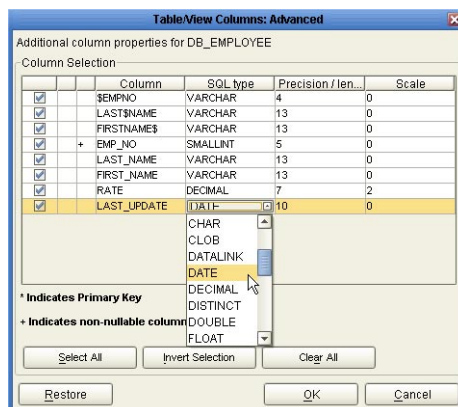 Table/View Columns: Advanced
Additional column properties for DB_EMPLOYEE
Column Selection
Column SQL type Precision / len... Scale
$EMPNO VARCHAR 4 0
LAST$NAME VARCHAR 13 0
FIRSTNAME$ VARCHAR 13 0
+ EMP_NO SMALLINT 5 0
LAST_NAME VARCHAR 13 0
FIRST_NAME VARCHAR 13 0
RATE DECIMAL 7 2
LAST_UPDATE DATE 10 0
CHAR
CLOB
DATALINK
DATE
DECIMAL
DISTINCT
DOUBLE
FLOAT
* Indicates Primary Key
+ Indicates non-nullable column
Select All Invert Selection Clear All
Restore OK Cancel